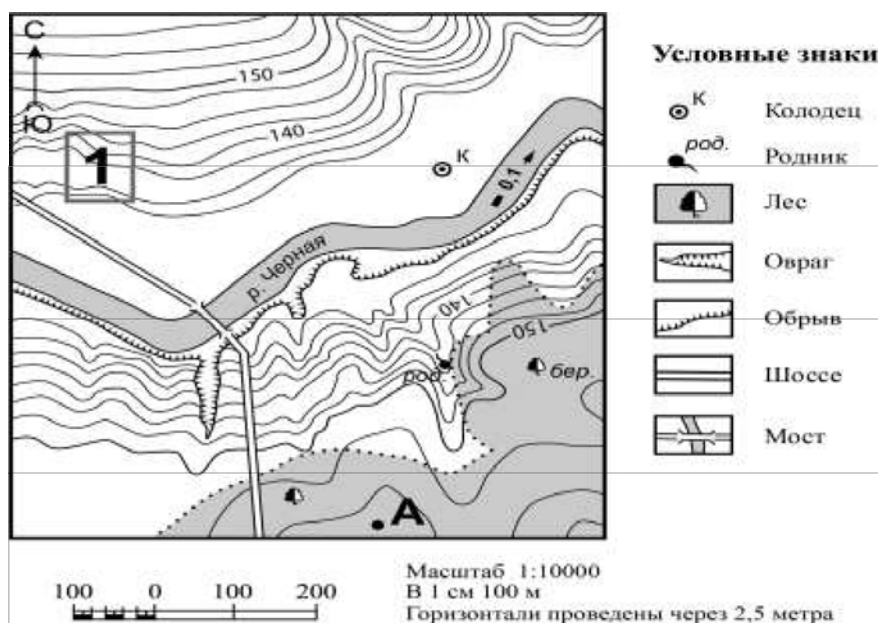 С
Ю
150
140
1
К
0,1
р. Черная
140
150
род.
бер.
А
Условные знаки
К
Колодец
род.
Родник
Лес
Овраг
Обрыв
Шоссе
Мост
100 0 100 200
Масштаб 1:10000
В 1 см 100 м
Горизонтали проведены через 2,5 метра